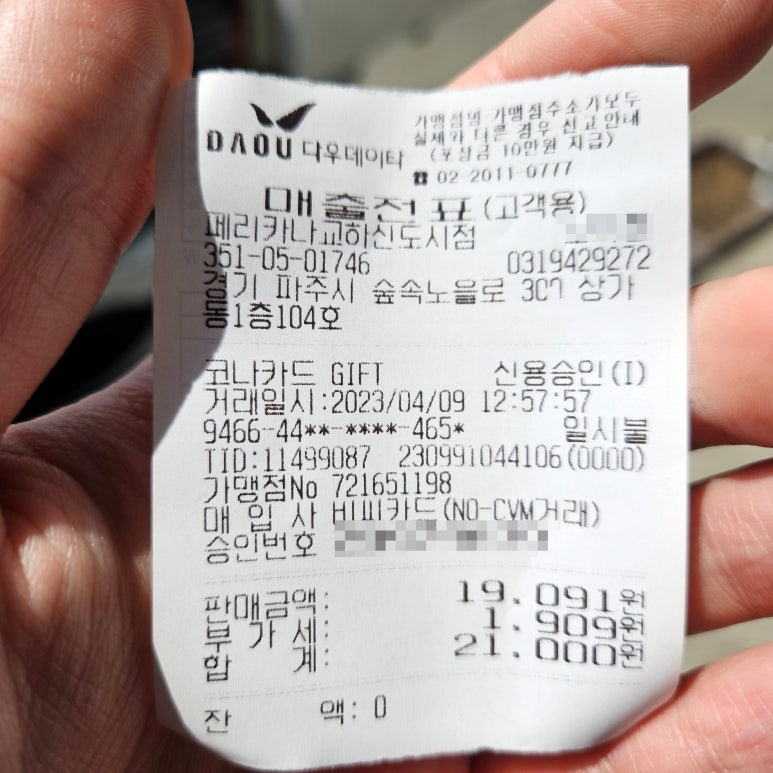 DAOU 다우데이타
가맹점명·가맹점주소가모두
실제와 다른 경우 신고안내
(포상금 10만원 지급)
☎ 02-2011-0777
매출전표(고객용)
페리카나교하신도시점
351-05-01746 0319429272
경기 파주시 숲속노을로 307 상가
동1층104호
코나카드 GIFT 신용승인(I)
거래일시:2023/04/09 12:57:57
9466-44**-****-465* 일시불
TID:11499087 230991044106(0000)
가맹점No 721651198
매 입 사 비씨카드(NO-CVM거래)
승인번호
판매금액: 19.091원
부 가 세: 1.909원
합 계: 21.000원
잔 액: 0